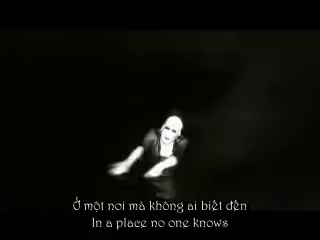 Ở một nơi mà không ai biết đến
In a place no one knows